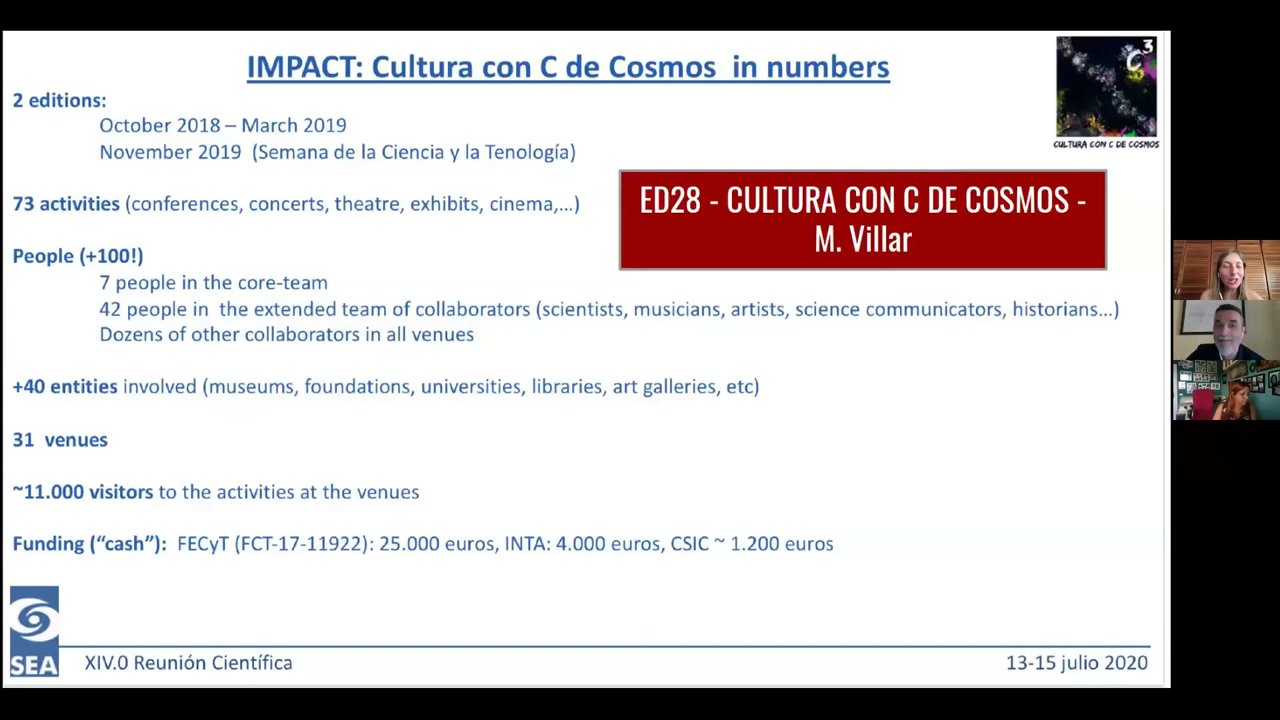 IMPACT: Cultura con C de Cosmos in numbers
2 editions:
October 2018 – March 2019
November 2019 (Semana de la Ciencia y la Tenología)
73 activities (conferences, concerts, theatre, exhibits, cinema,...)
People (+100!)
7 people in the core-team
42 people in the extended team of collaborators (scientists, musicians, artists, science communicators, historians...)
Dozens of other collaborators in all venues
+40 entities involved (museums, foundations, universities, libraries, art galleries, etc)
31 venues
~11.000 visitors to the activities at the venues
Funding (“cash”): FECyT (FCT-17-11922): 25.000 euros, INTA: 4.000 euros, CSIC ~ 1.200 euros
C3
CULTURA CON C DE COSMOS
ED28 - CULTURA CON C DE COSMOS -
M. Villar
SEA
XIV.0 Reunión Científica
13-15 julio 2020